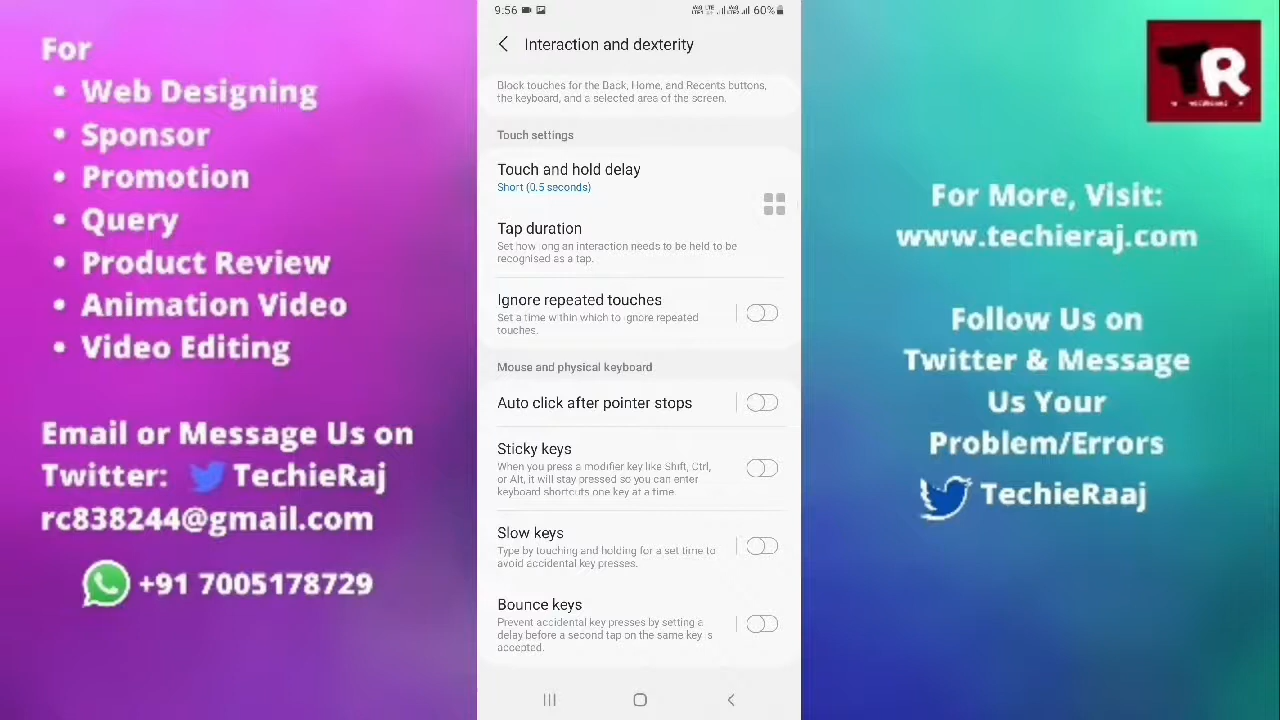 For
• Web Designing
• Sponsor
• Promotion
• Query
• Product Review
• Animation Video
• Video Editing
Email or Message Us on
Twitter: TechieRaj
rc838244@gmail.com
+91 7005178729
9:56
60%
Interaction and dexterity
Block touches for the Back, Home, and Recents buttons,
the keyboard, and a selected area of the screen.
Touch settings
Touch and hold delay
Short (0.5 seconds)
Tap duration
Set how long an interaction needs to be held to be
recognised as a tap.
Ignore repeated touches
Set a time within which to ignore repeated
touches.
Mouse and physical keyboard
Auto click after pointer stops
Sticky keys
When you press a modifier key like Shift, Ctrl,
or Alt, it will stay pressed so you can enter
keyboard shortcuts one key at a time.
Slow keys
Type by touching and holding for a set time to
avoid accidental key presses.
Bounce keys
Prevent accidental key presses by setting a
delay before a second tap on the same key is
accepted.
TR
For More, Visit:
www.techieraj.com
Follow Us on
Twitter & Message
Us Your
Problem/Errors
TechieRaaj